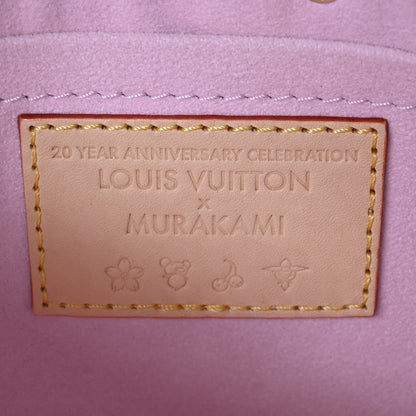 20 YEAR ANNIVERSARY CELEBRATION
LOUIS VUITTON
x
MURAKAMI